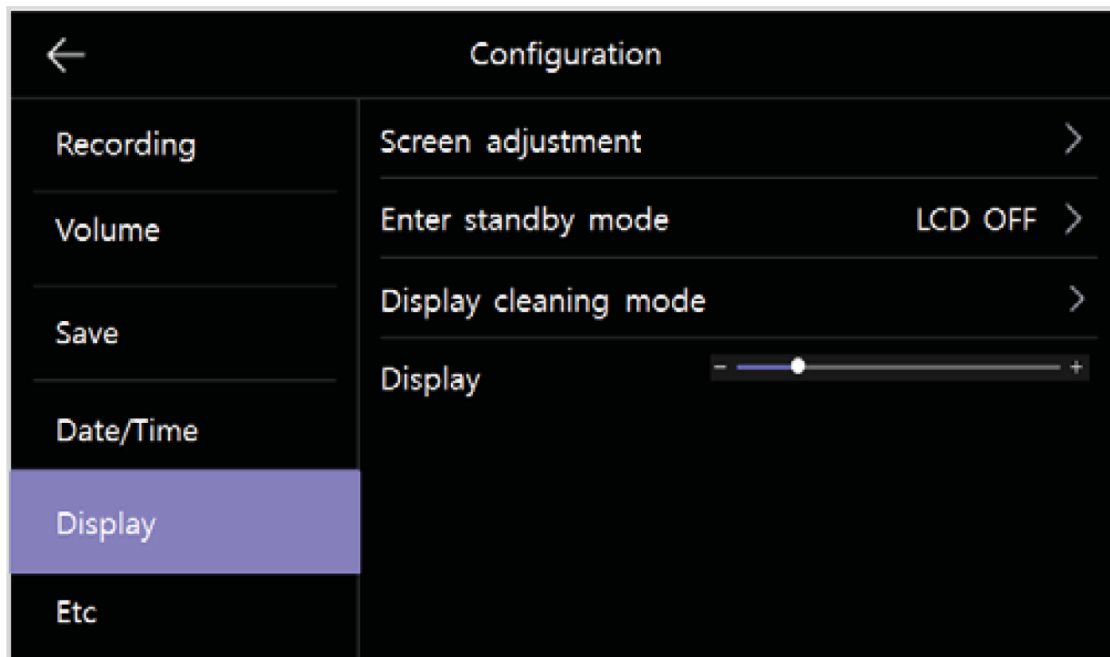 Configuration
Recording
Volume
Save
Date/Time
Display
Etc
Screen adjustment
Enter standby mode LCD OFF
Display cleaning mode
Display - +